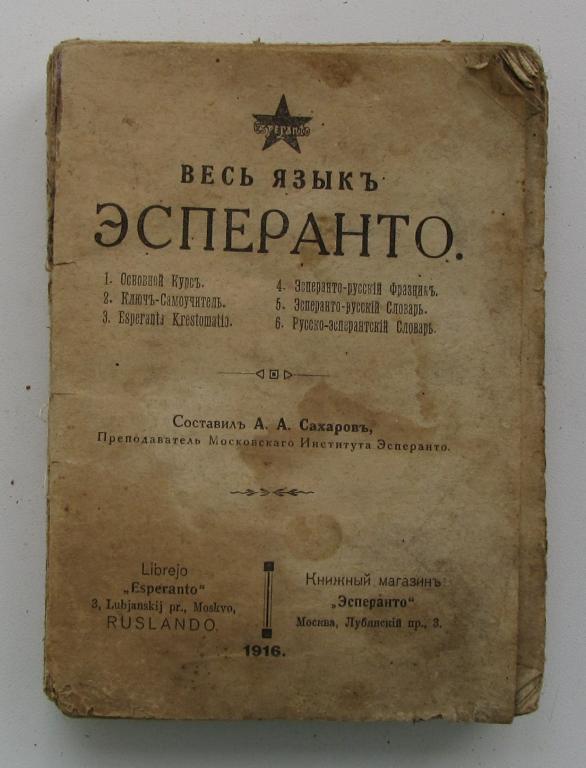 ЭСПЕРАНТО
ВЕСЬ ЯЗЫКЪ
ЭСПЕРАНТО.
1. Основной Курсъ.
2. Ключъ-Самоучитель.
3. Esperanta Krestomatio.
4. Эсперанто-русскій Фразникъ.
5. Эсперанто-русскій Словарь.
6. Русско-эсперантскій Словарь.
Составилъ А. А. Сахаровъ,
Преподаватель Московскаго Института Эсперанто.
Librejo
„Esperanto“
3, Lubjanskij pr., Moskvo,
RUSLANDO.
Книжный магазинъ
„Эсперанто“
Москва, Лубянскій пр., 3.
1916.